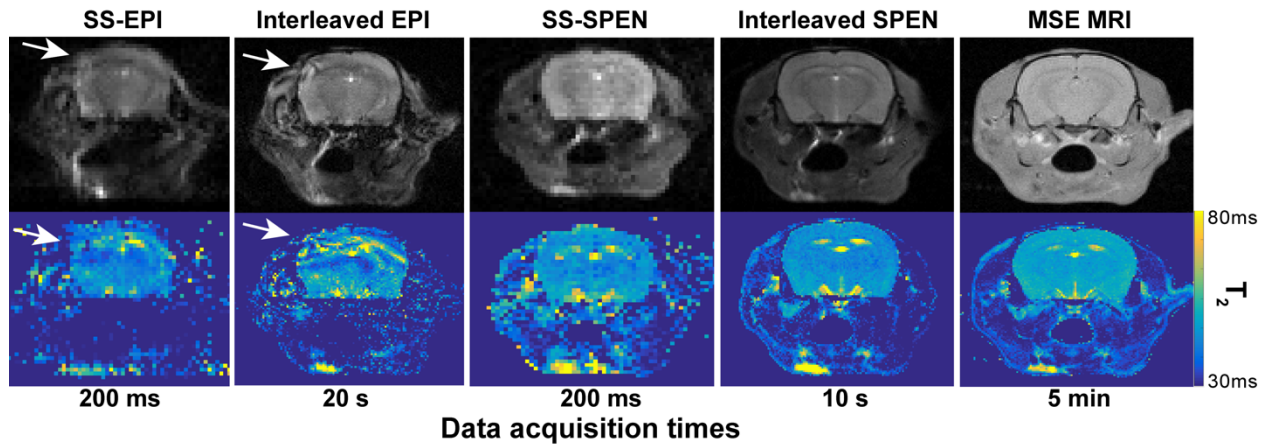 SS-EPI Interleaved EPI SS-SPEN Interleaved SPEN MSE MRI
80ms
T2
30ms
200 ms 20 s 200 ms 10 s 5 min
Data acquisition times